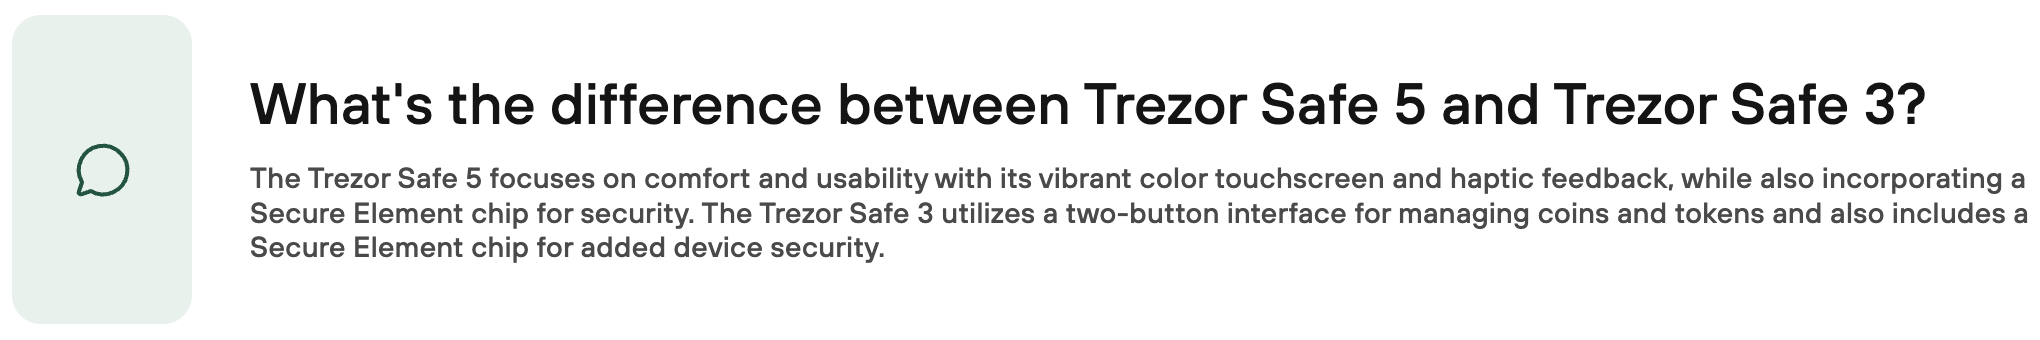 What's the difference between Trezor Safe 5 and Trezor Safe 3?
The Trezor Safe 5 focuses on comfort and usability with its vibrant color touchscreen and haptic feedback, while also incorporating a
Secure Element chip for security. The Trezor Safe 3 utilizes a two-button interface for managing coins and tokens and also includes a
Secure Element chip for added device security.